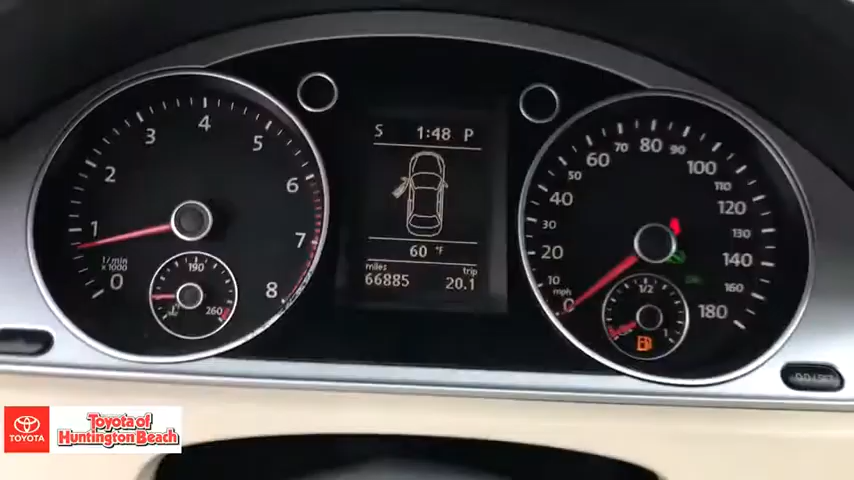 S 1:48 P
60 °F
miles trip
66885 20.1
1 2 3 4 5 6 7 8
1/min
x1000
0
190
260
mph
0 10 20 30 40 50 60 70 80 90 100 110 120 130 140 160 180
1/2
1
TOYOTA
Toyota of
Huntington Beach